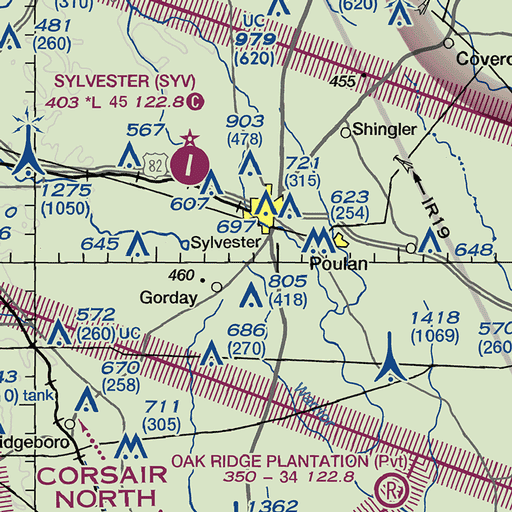 (310)
UC
979
(620)
(620)
481
(260)
Covero
455
SYLVESTER (SYV)
403 *L 45 122.8 C
903
(478)
567
Shingler
82
721
(315)
1275
(1050)
607
623
(254)
IR19
697
645
Sylvester
648
Poulan
460
Gorday
805
(418)
572
(260) UC
686
(270)
1418
(1069)
570
(260
670
(258)
0) tank
711
(305)
dgeboro
CORSAIR
NORTH
OAK RIDGE PLANTATION (Pvt)
350 - 34 122.8
R
1362